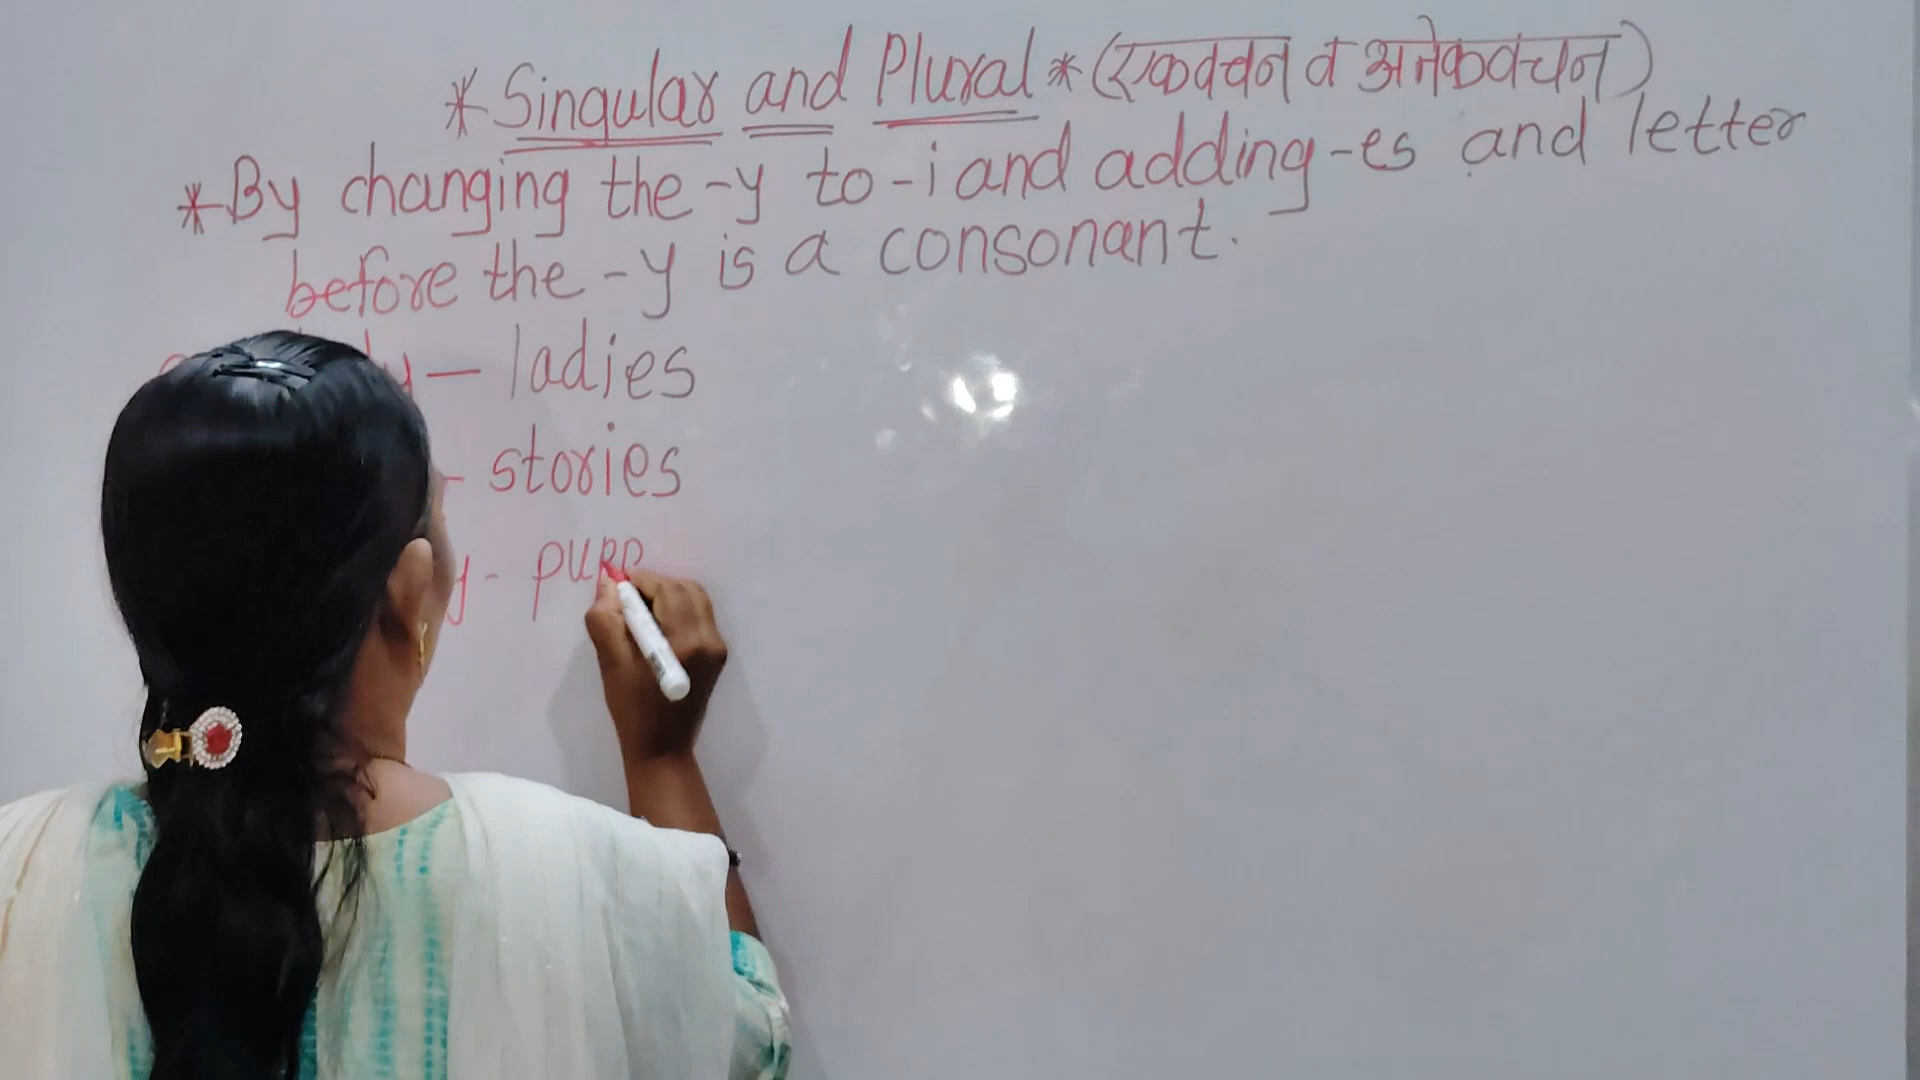 * Singular and Plural * (एकवचन व अनेकवचन)
* By changing the -y to -i and adding -es and letter
before the -y is a consonant.
y — ladies
- stories
y - pupp